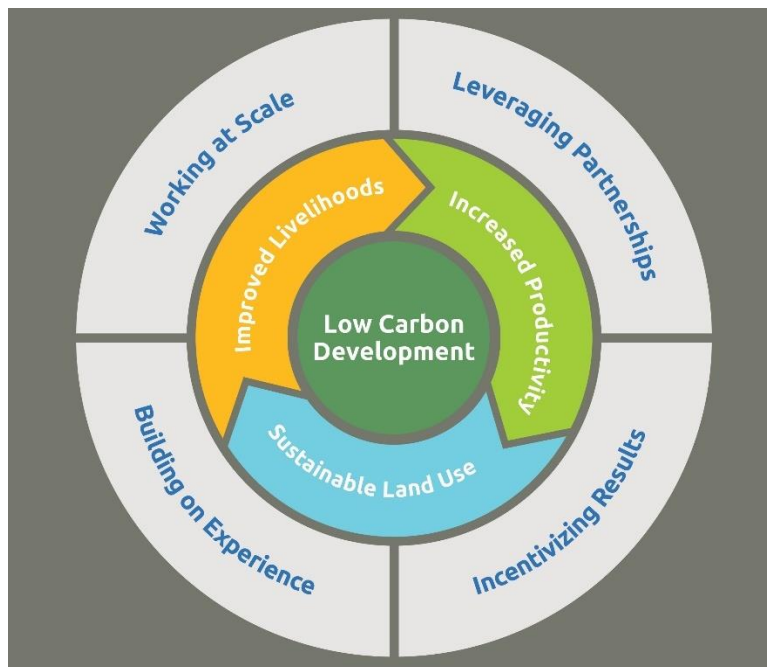 Working at Scale
Leveraging Partnerships
Improved Livelihoods
Increased Productivity
Low Carbon
Development
Sustainable Land Use
Building on Experience
Incentivizing Results